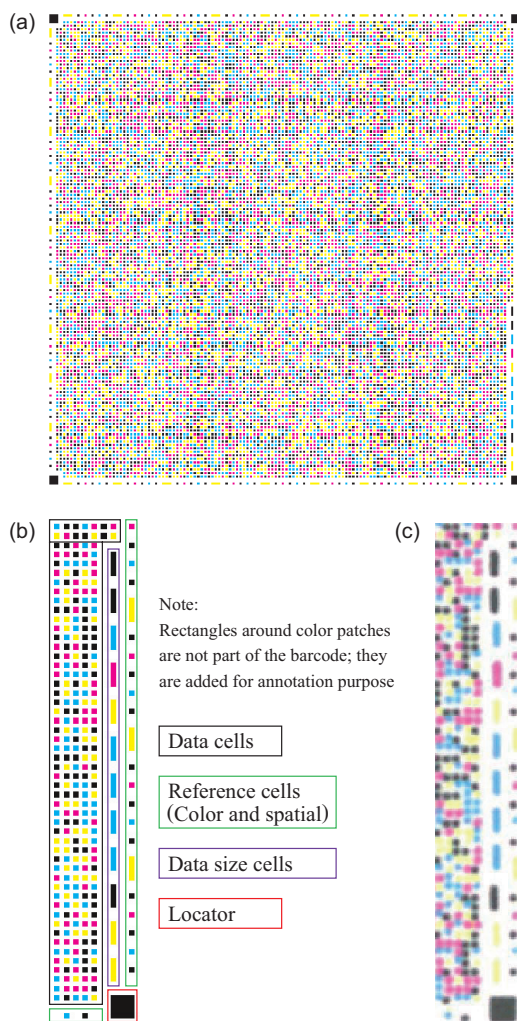 (a)
(b)
(c)
Note:
Rectangles around color patches
are not part of the barcode; they
are added for annotation purpose
Data cells
Reference cells
(Color and spatial)
Data size cells
Locator